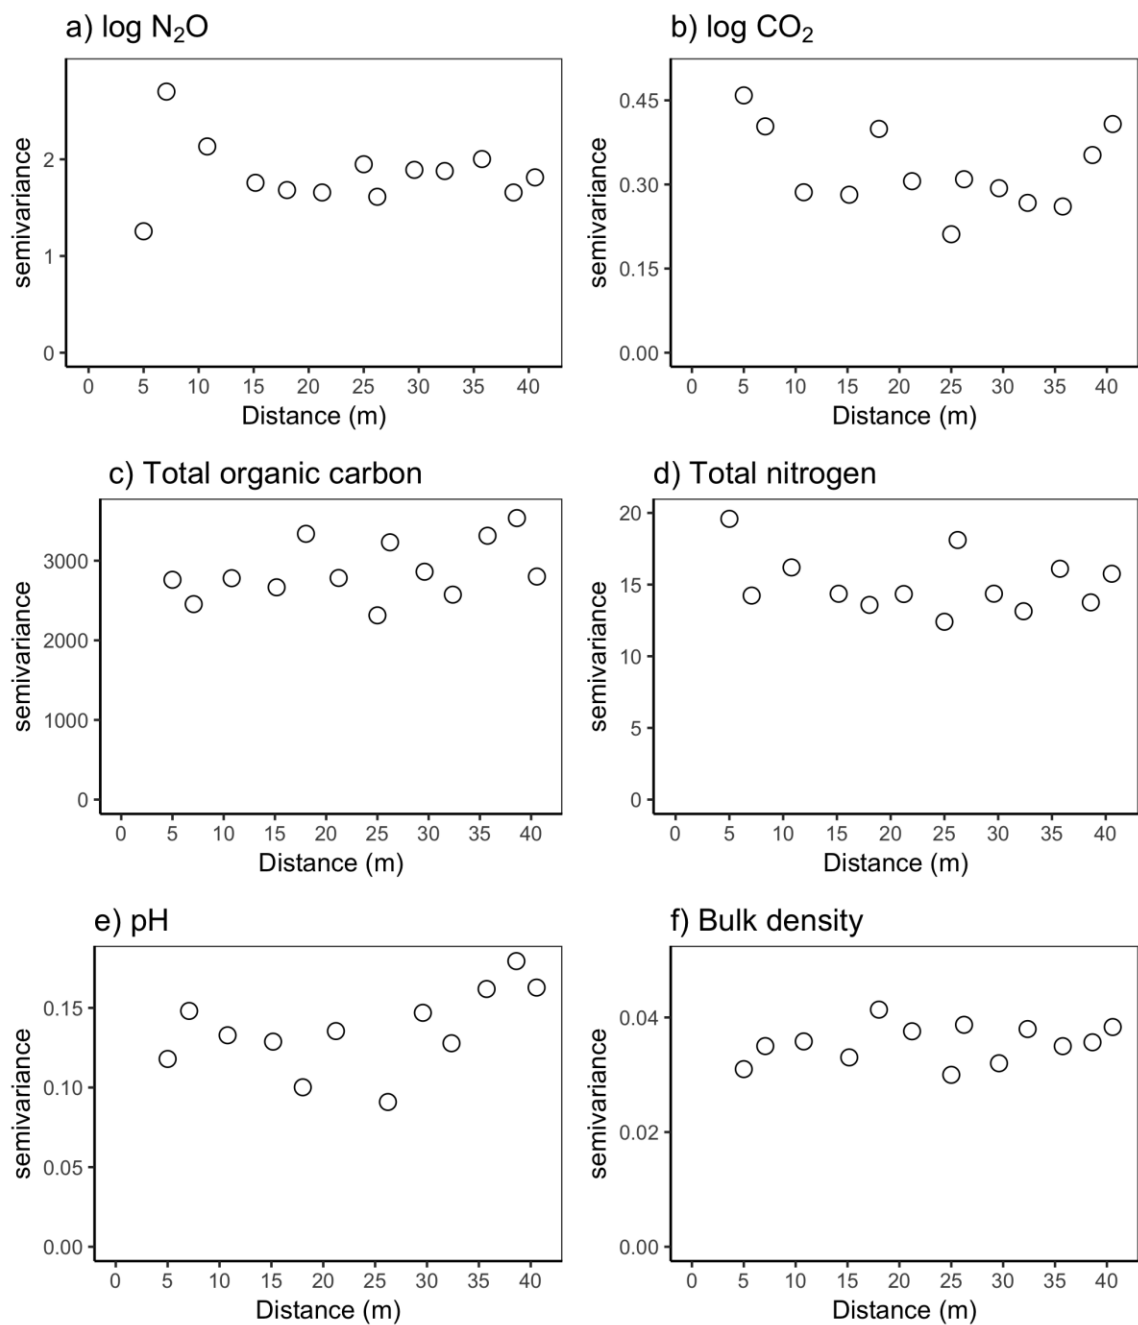 a) log N₂O
semivariance
2
1
0
0 5 10 15 20 25 30 35 40
Distance (m)
b) log CO₂
semivariance
0.45
0.30
0.15
0.00
0 5 10 15 20 25 30 35 40
Distance (m)
c) Total organic carbon
semivariance
3000
2000
1000
0
0 5 10 15 20 25 30 35 40
Distance (m)
d) Total nitrogen
semivariance
20
15
10
5
0
0 5 10 15 20 25 30 35 40
Distance (m)
e) pH
semivariance
0.15
0.10
0.05
0.00
0 5 10 15 20 25 30 35 40
Distance (m)
f) Bulk density
semivariance
0.04
0.02
0.00
0 5 10 15 20 25 30 35 40
Distance (m)